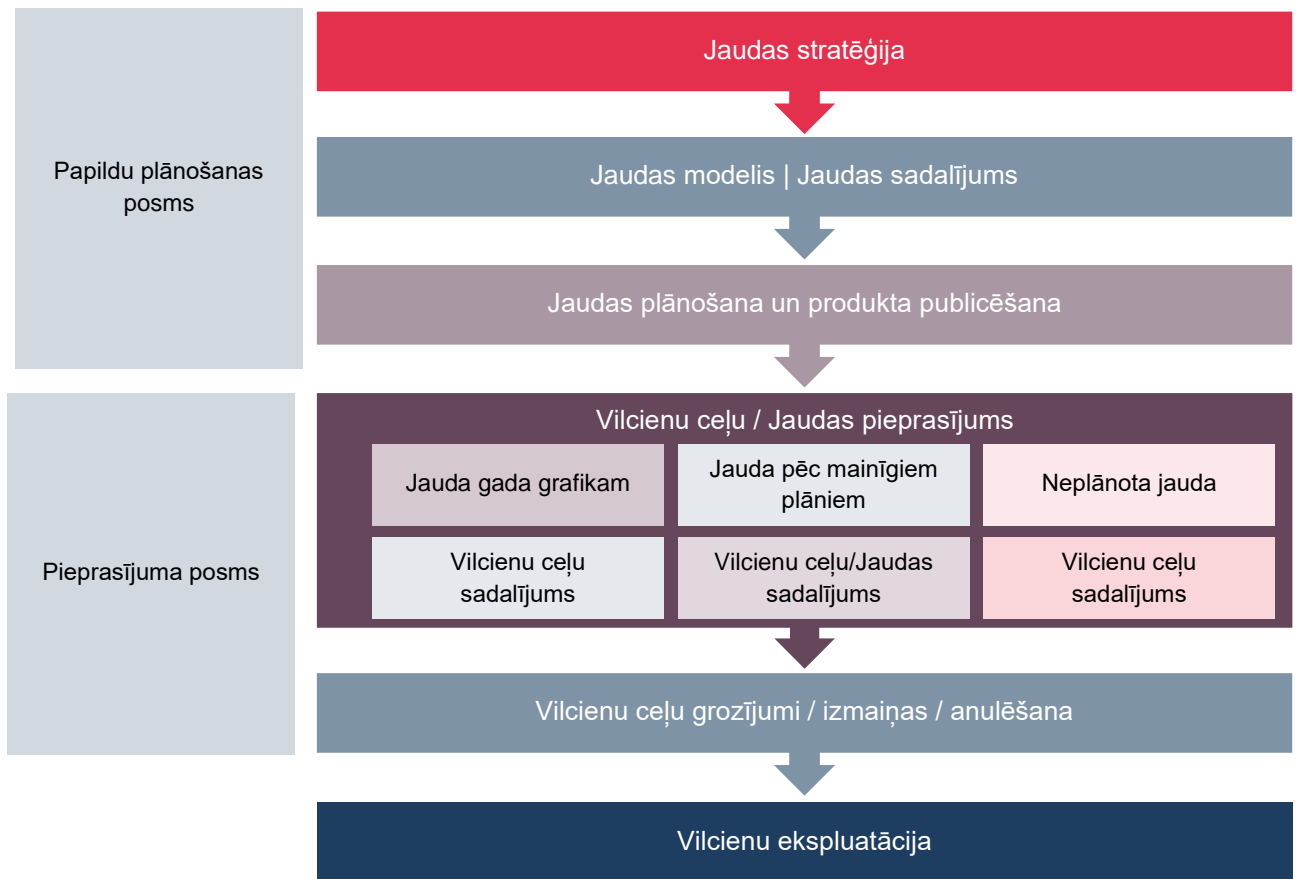 Jaudas stratēģija
Papildu plānošanas
posms
Jaudas modelis | Jaudas sadalījums
Jaudas plānošana un produkta publicēšana
Pieprasījuma posms
Vilcienu ceļu / Jaudas pieprasījums
Jauda gada grafikam
Jauda pēc mainīgiem
plāniem
Neplānota jauda
Vilcienu ceļu
sadalījums
Vilcienu ceļu/Jaudas
sadalījums
Vilcienu ceļu
sadalījums
Vilcienu ceļu grozījumi / izmaiņas / anulēšana
Vilcienu ekspluatācija